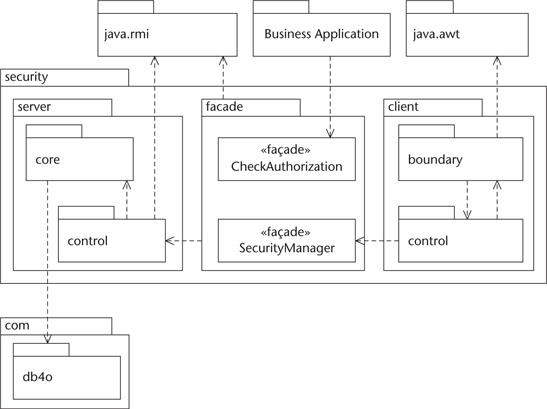 java.rmi
Business Application
java.awt
security
server
facade
client
core
«façade»
CheckAuthorization
boundary
control
«façade»
SecurityManager
control
com
db4o